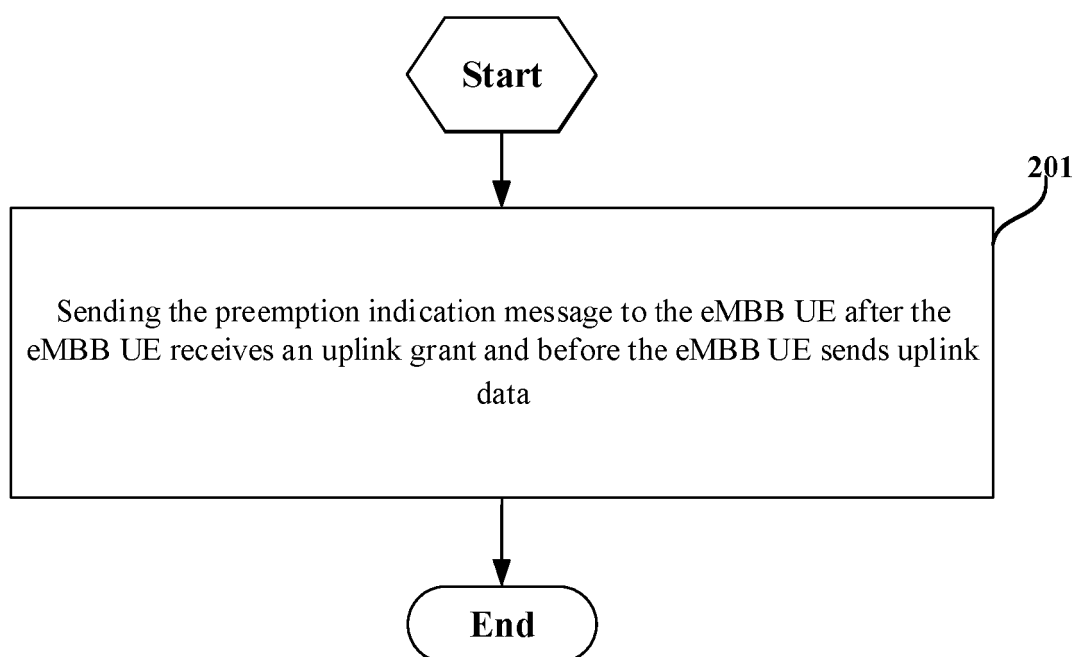 Start
201
Sending the preemption indication message to the eMBB UE after the
eMBB UE receives an uplink grant and before the eMBB UE sends uplink
data
End